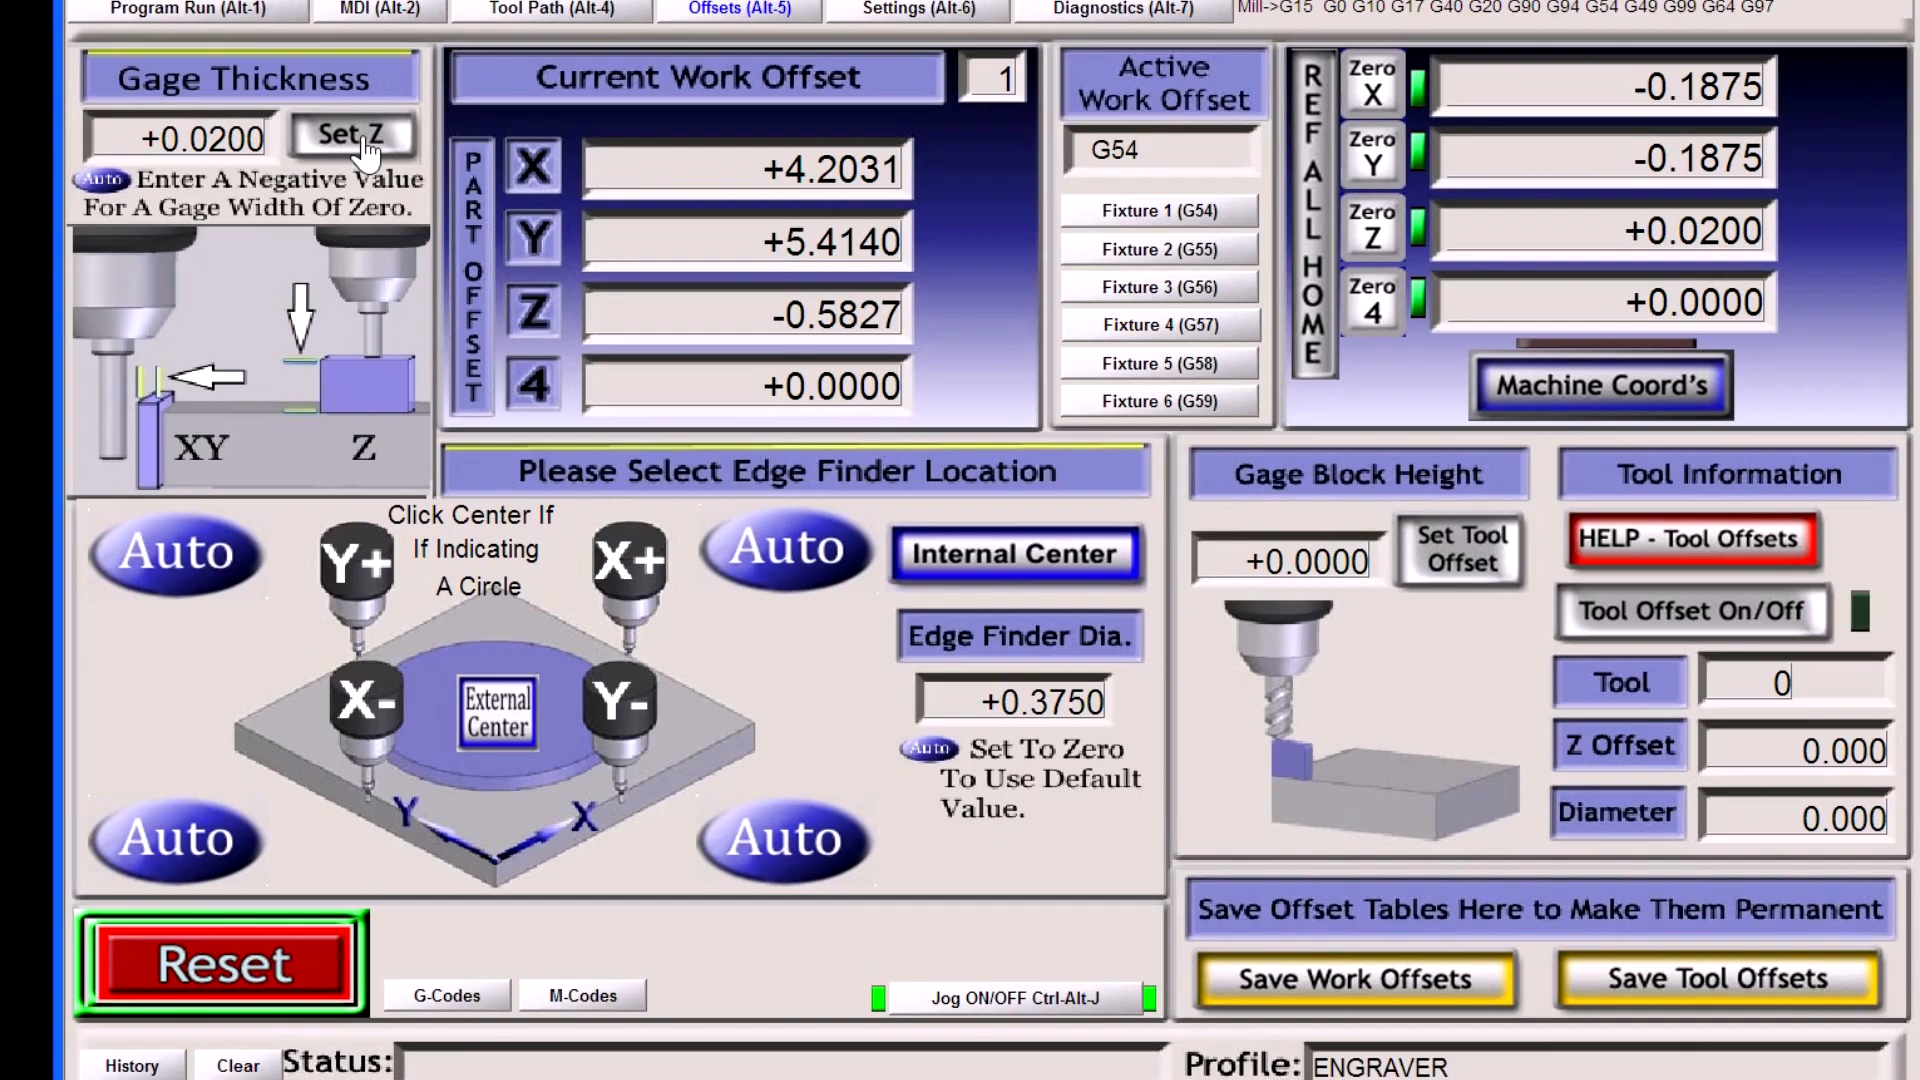 Program Run (Alt-1) MDI (Alt-2) Tool Path (Alt-4) Offsets (Alt-5) Settings (Alt-6) Diagnostics (Alt-7) Mill->G15 G0 G10 G17 G40 G20 G90 G94 G54 G49 G99 G64 G97
Gage Thickness
+0.0200 Set Z
Auto Enter A Negative Value
For A Gage Width Of Zero.
XY Z
Current Work Offset 1
PART OFFSET
X +4.2031
Y +5.4140
Z -0.5827
4 +0.0000
Active
Work Offset
G54
Fixture 1 (G54)
Fixture 2 (G55)
Fixture 3 (G56)
Fixture 4 (G57)
Fixture 5 (G58)
Fixture 6 (G59)
REF ALL HOME
Zero X -0.1875
Zero Y -0.1875
Zero Z +0.0200
Zero 4 +0.0000
Machine Coord's
Please Select Edge Finder Location
Auto
Y+
Click Center If
If Indicating
A Circle
X+
Auto
Internal Center
Edge Finder Dia.
+0.3750
Auto Set To Zero
To Use Default
Value.
X-
External
Center
Y-
Y X
Auto
Auto
Gage Block Height
+0.0000
Set Tool
Offset
Tool Information
HELP - Tool Offsets
Tool Offset On/Off
Tool 0
Z Offset 0.000
Diameter 0.000
Reset
G-Codes M-Codes
Jog ON/OFF Ctrl-Alt-J
Save Offset Tables Here to Make Them Permanent
Save Work Offsets Save Tool Offsets
History Clear Status:
Profile: ENGRAVER